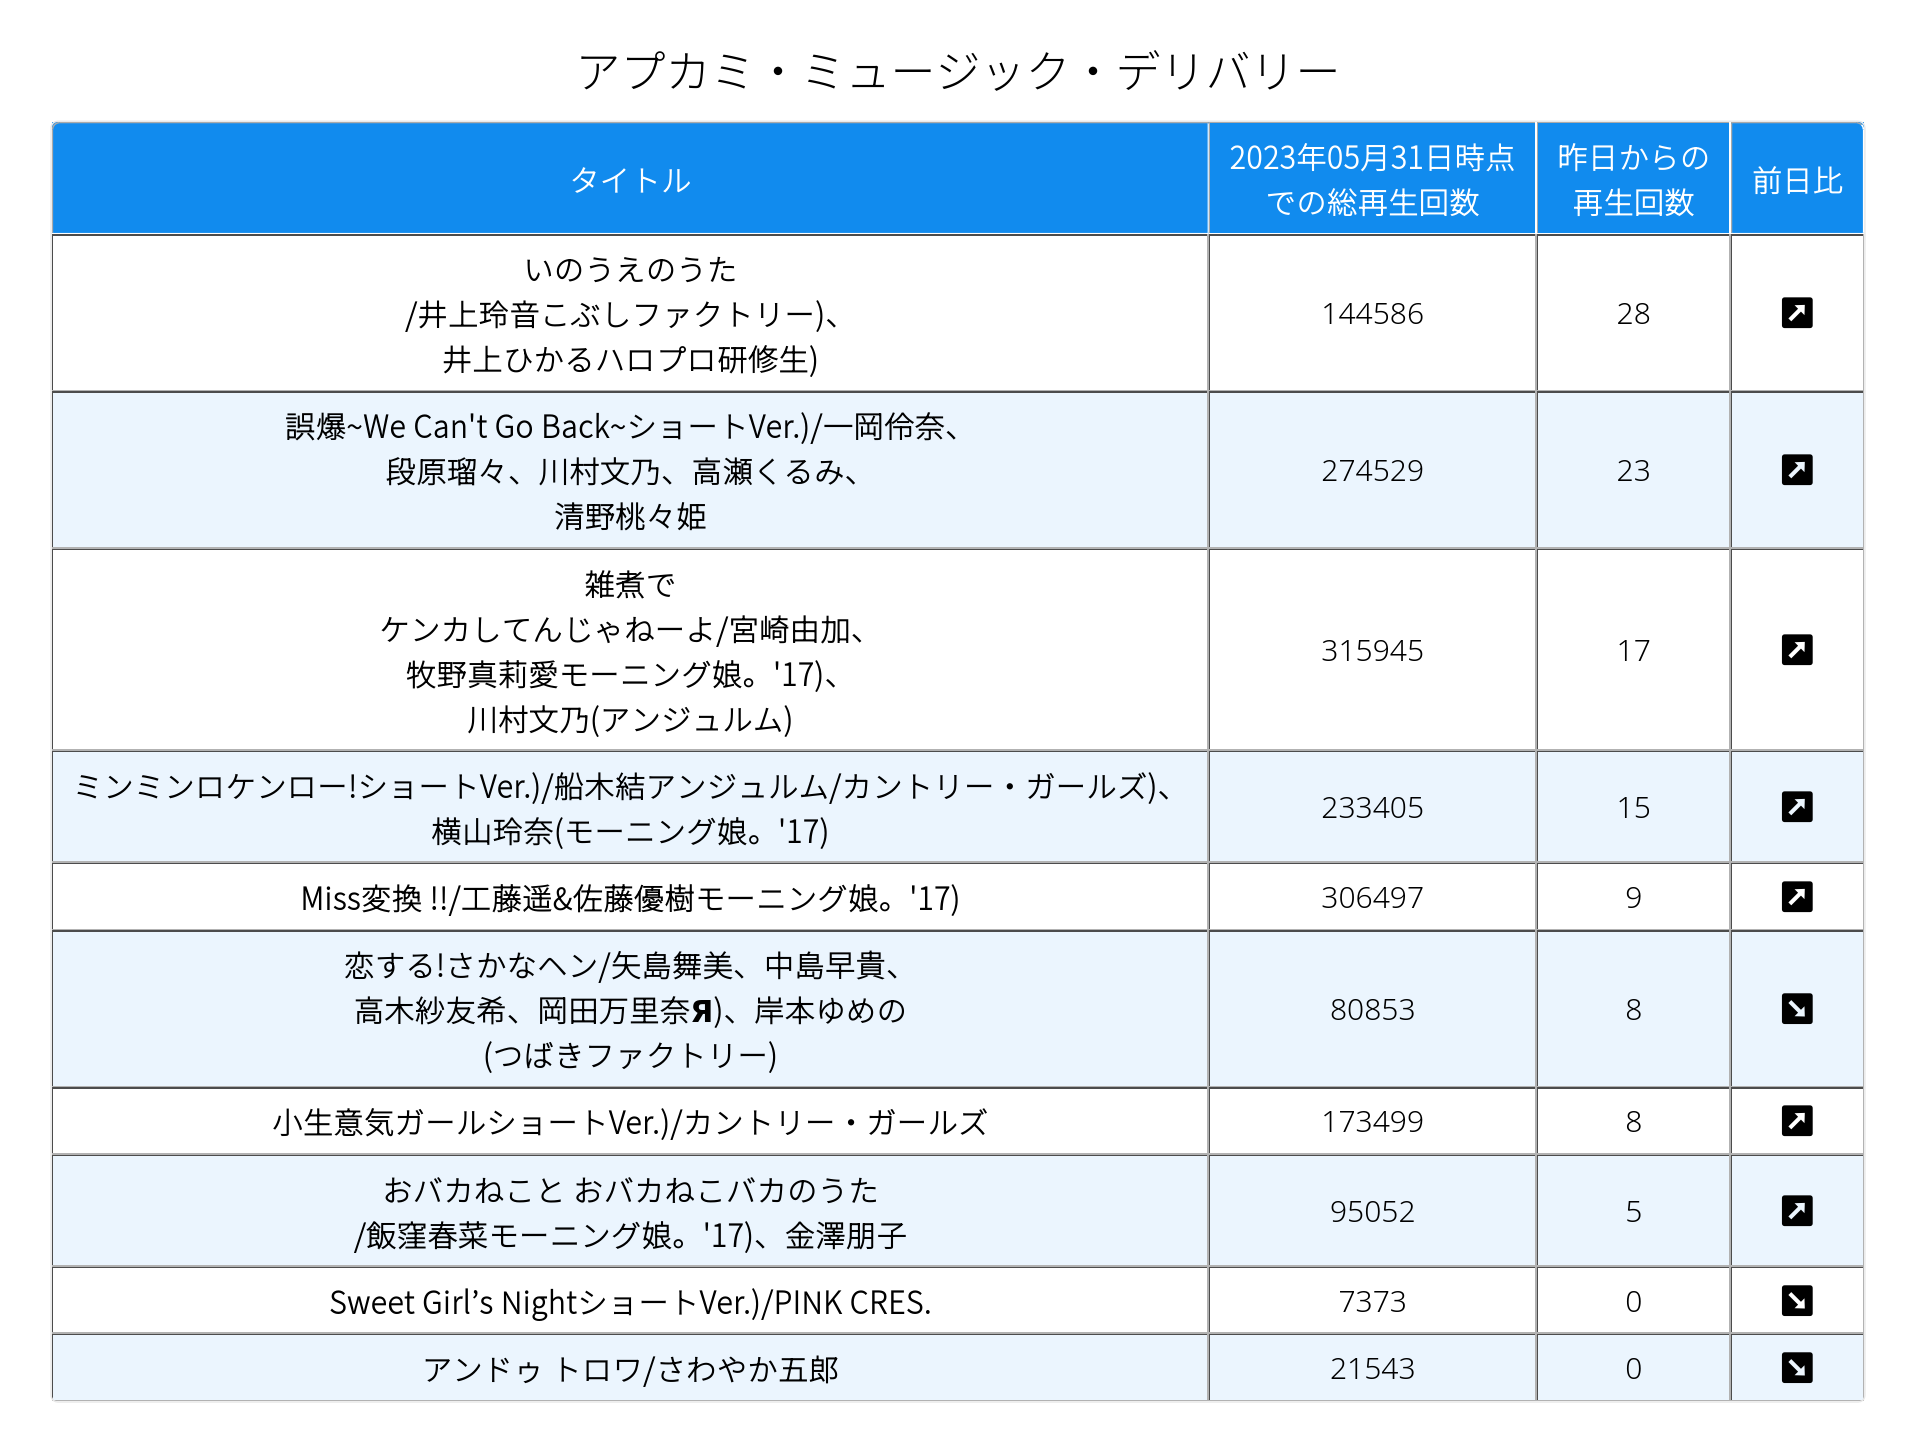 アプカミ・ミュージック・デリバリー
タイトル
2023年05月31日時点
での総再生回数
昨日からの
再生回数
前日比
いのうえのうた
/井上玲音こぶしファクトリー)、
井上ひかるハロプロ研修生)
144586
28
誤爆~We Can't Go Back~ショートVer.)/一岡伶奈、
段原瑠々、川村文乃、高瀬くるみ、
清野桃々姫
274529
23
雑煮で
ケンカしてんじゃねーよ/宮崎由加、
牧野真莉愛モーニング娘。'17)、
川村文乃(アンジュルム)
315945
17
ミンミンロケンロー!ショートVer.)/船木結アンジュルム/カントリー・ガールズ)、
横山玲奈(モーニング娘。'17)
233405
15
Miss変換 !!/工藤遥&佐藤優樹モーニング娘。'17)
306497
9
恋する!さかなヘン/矢島舞美、中島早貴、
高木紗友希、岡田万里奈Я)、岸本ゆめの
(つばきファクトリー)
80853
8
小生意気ガールショートVer.)/カントリー・ガールズ
173499
8
おバカねこと おバカねこバカのうた
/飯窪春菜モーニング娘。'17)、金澤朋子
95052
5
Sweet Girl’s NightショートVer.)/PINK CRES.
7373
0
アンドゥ トロワ/さわやか五郎
21543
0